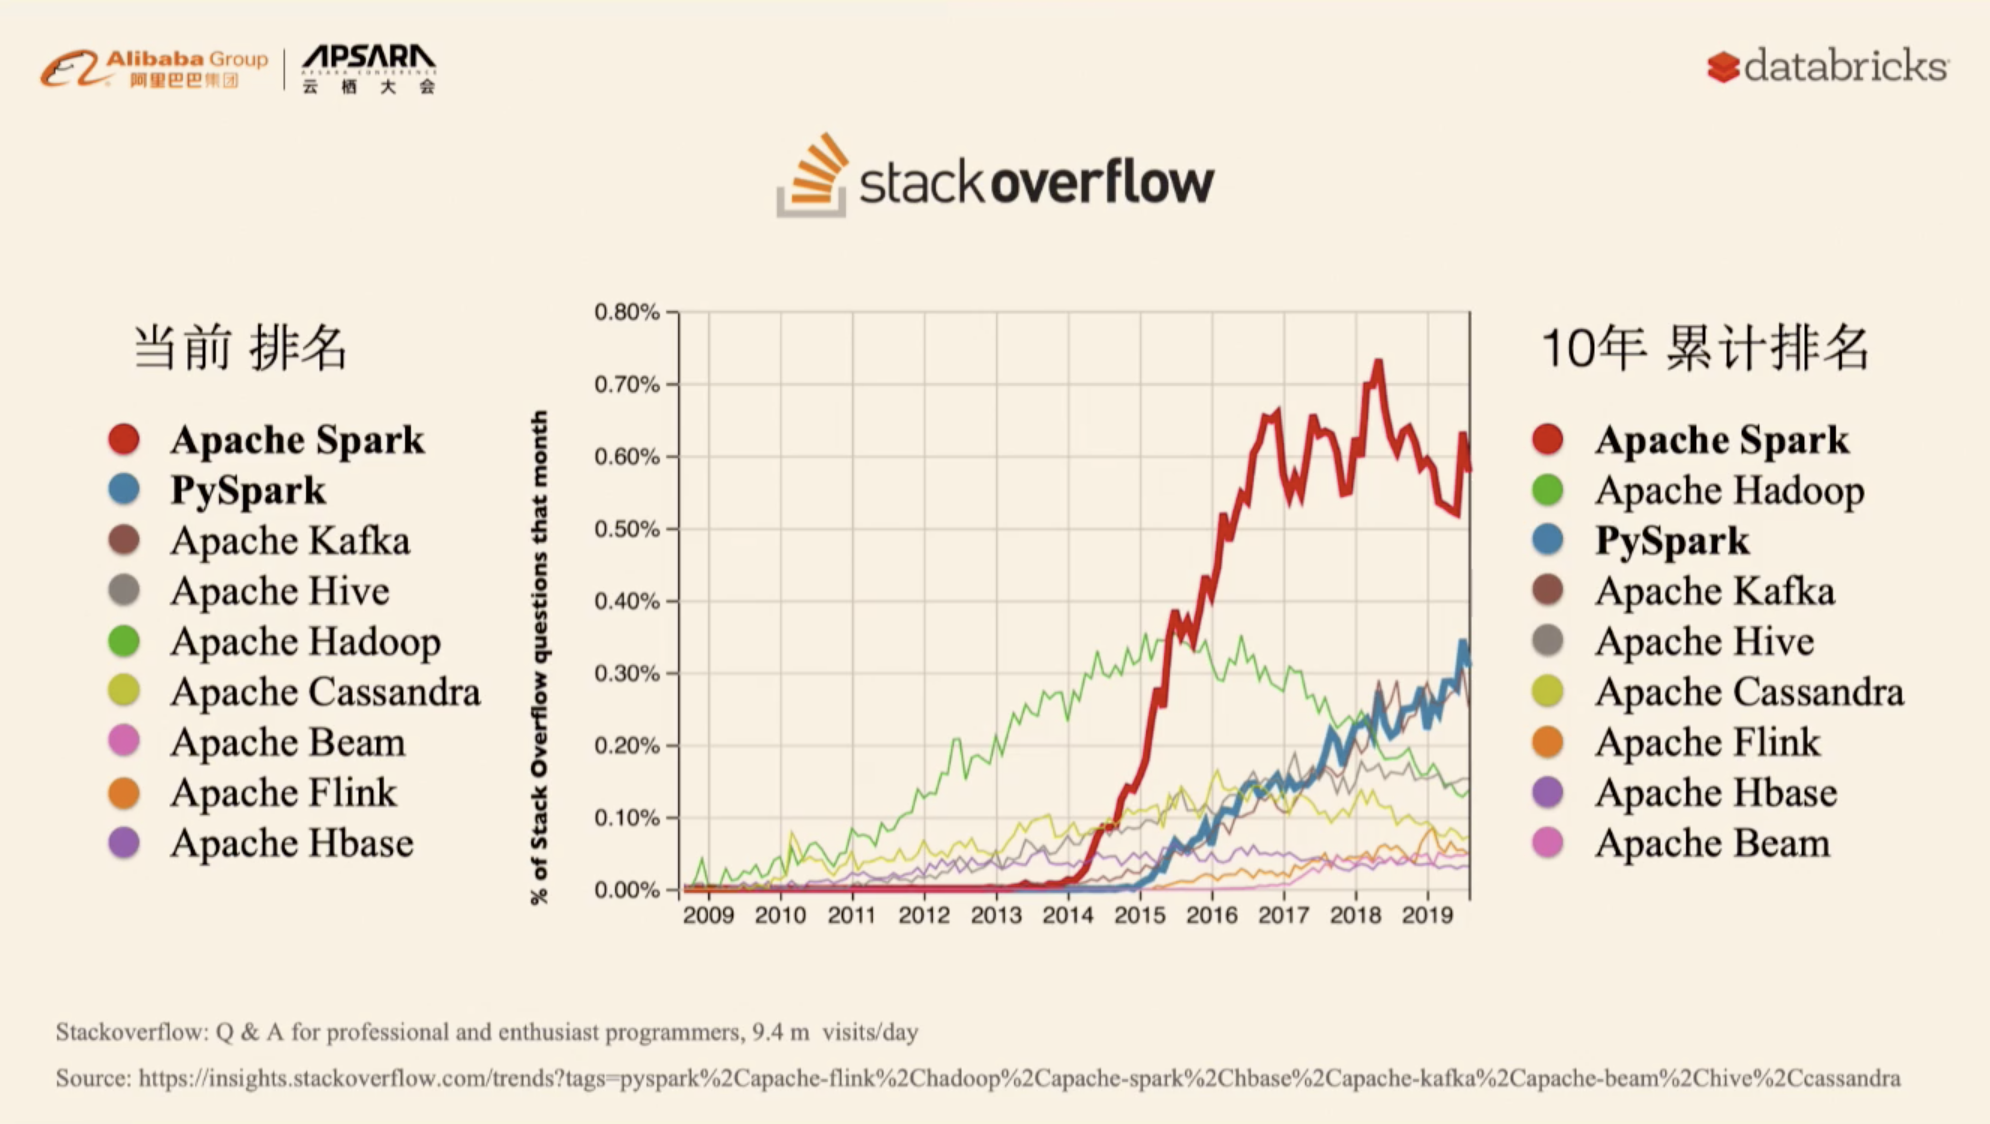 Alibaba Group
阿里巴巴集团
APSARA
APSARA CONFERENCE
云 栖 大 会
databricks
stackoverflow
当前 排名
Apache Spark
PySpark
Apache Kafka
Apache Hive
Apache Hadoop
Apache Cassandra
Apache Beam
Apache Flink
Apache Hbase
% of Stack Overflow questions that month
0.80%
0.70%
0.60%
0.50%
0.40%
0.30%
0.20%
0.10%
0.00%
2009 2010 2011 2012 2013 2014 2015 2016 2017 2018 2019
10年 累计排名
Apache Spark
Apache Hadoop
PySpark
Apache Kafka
Apache Hive
Apache Cassandra
Apache Flink
Apache Hbase
Apache Beam
Stackoverflow: Q & A for professional and enthusiast programmers, 9.4 m visits/day
Source: https://insights.stackoverflow.com/trends?tags=pyspark%2Capache-flink%2Chadoop%2Capache-spark%2Chbase%2Capache-kafka%2Capache-beam%2Chive%2Ccassandra